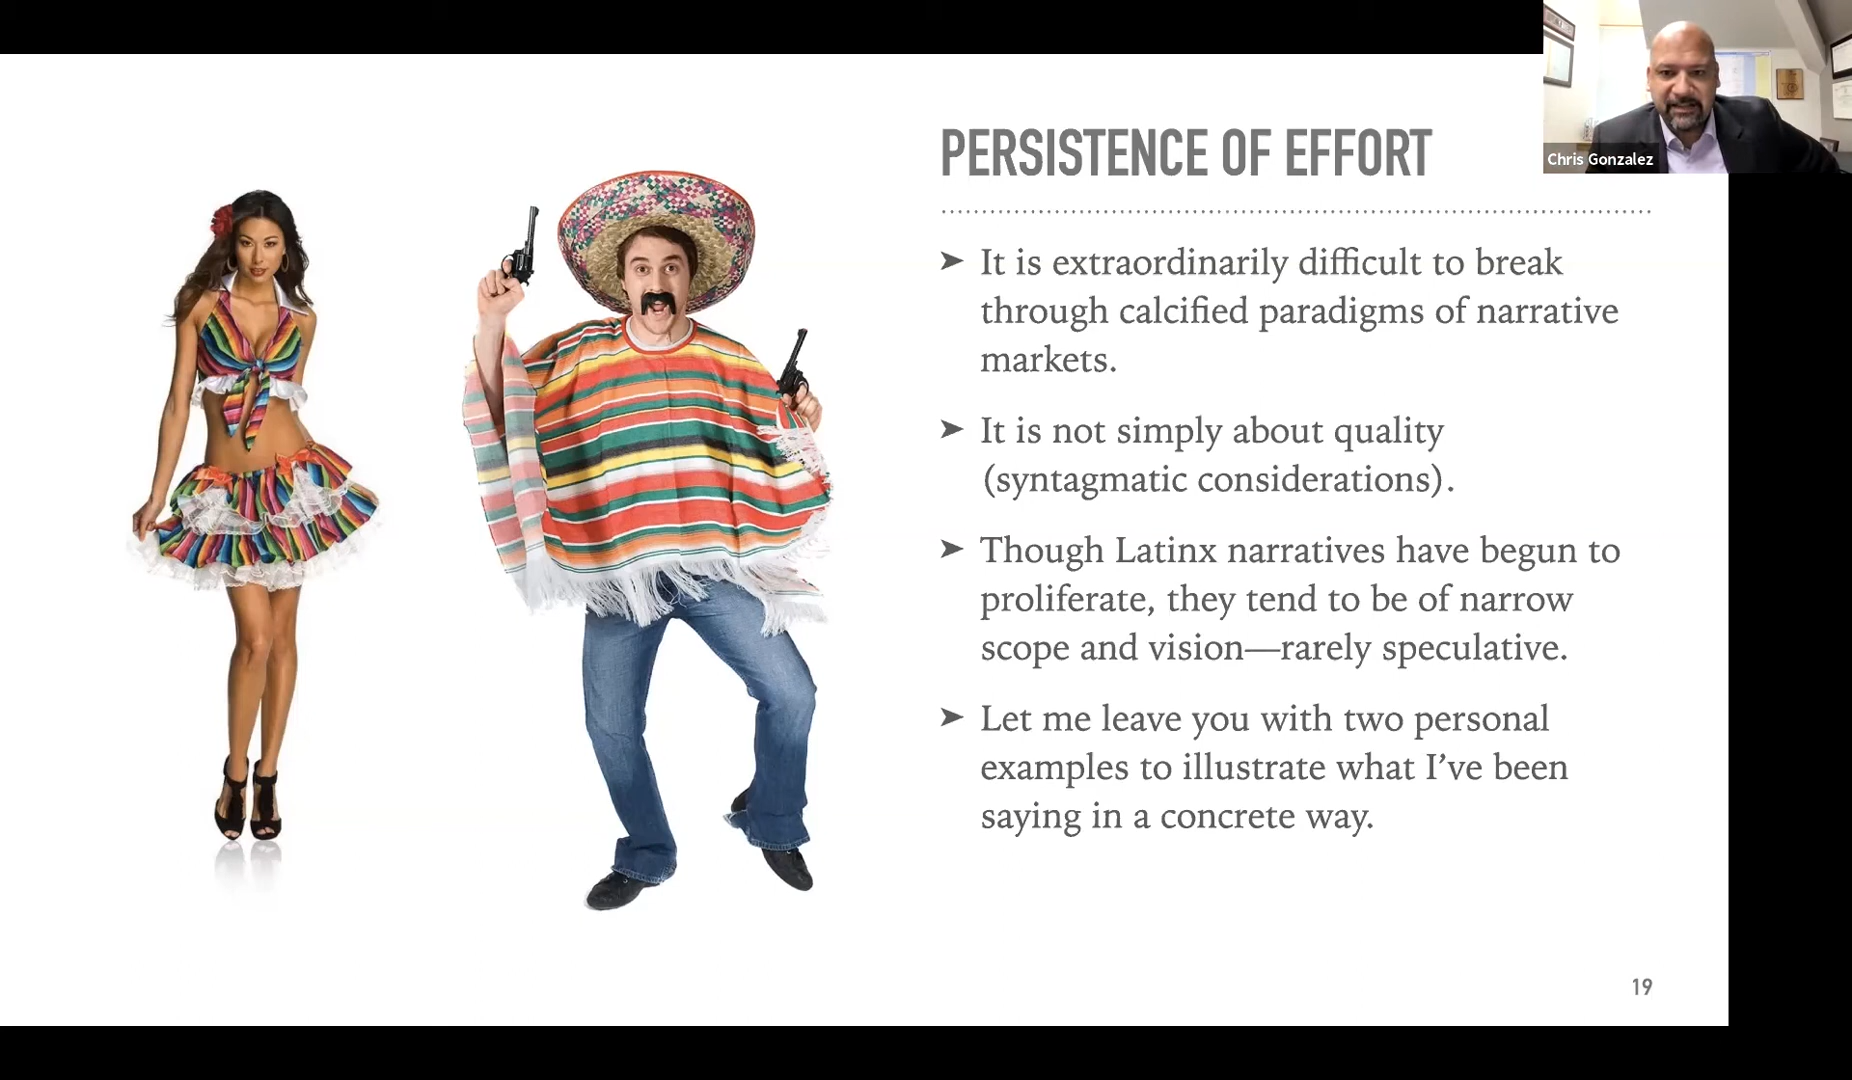 PERSISTENCE OF EFFORT
Chris Gonzalez
➤ It is extraordinarily difficult to break
through calcified paradigms of narrative
markets.
➤ It is not simply about quality
(syntagmatic considerations).
➤ Though Latinx narratives have begun to
proliferate, they tend to be of narrow
scope and vision—rarely speculative.
➤ Let me leave you with two personal
examples to illustrate what I’ve been
saying in a concrete way.
19